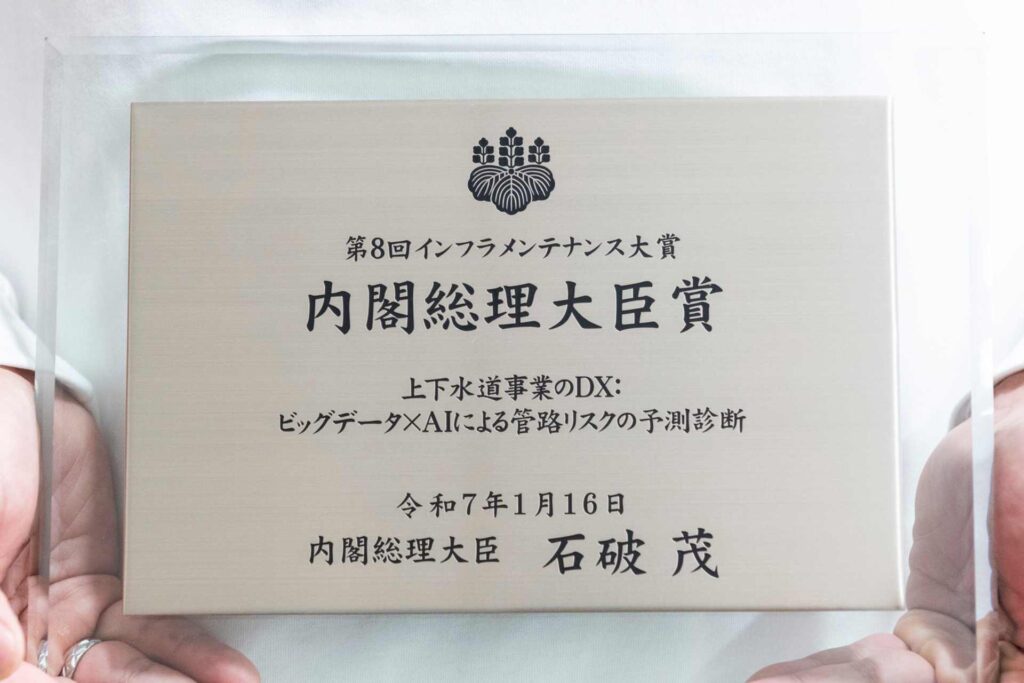 第8回インフラメンテナンス大賞
内閣総理大臣賞
上下水道事業のDX:
ビッグデータ×AIによる管路リスクの予測診断
令和7年1月16日
内閣総理大臣 石破 茂